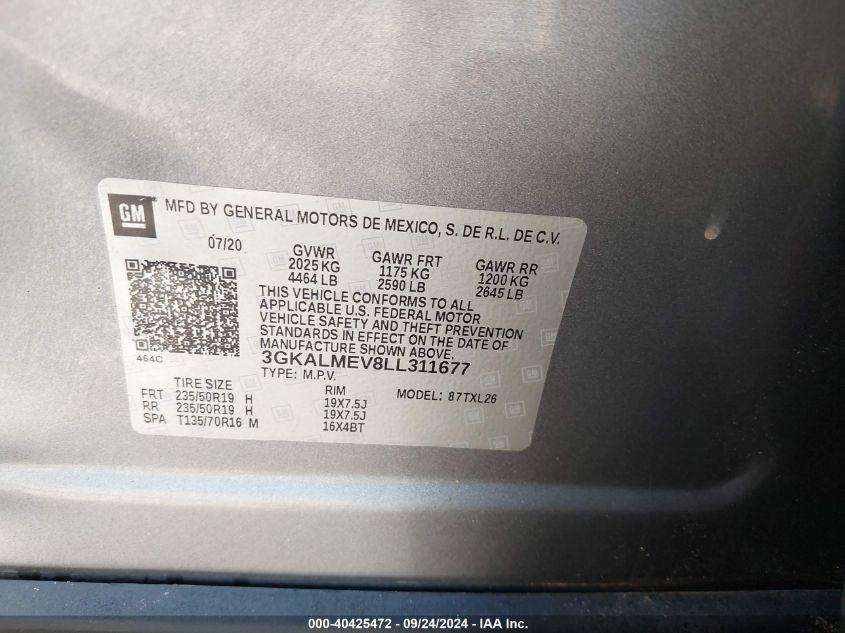 GM MFD BY GENERAL MOTORS DE MEXICO, S. DE R.L. DE C.V.
07/20 GVWR GAWR FRT GAWR RR
2025 KG 1175 KG 1200 KG
4464 LB 2590 LB 2645 LB
THIS VEHICLE CONFORMS TO ALL
APPLICABLE U.S. FEDERAL MOTOR
VEHICLE SAFETY AND THEFT PREVENTION
STANDARDS IN EFFECT ON THE DATE OF
MANUFACTURE SHOWN ABOVE.
464C
3GKALMEV8LL311677
TYPE: M.P.V.
TIRE SIZE RIM MODEL: 87TXL26
FRT 235/50R19 H 19X7.5J
RR 235/50R19 H 19X7.5J
SPA T135/70R16 M 16X4BT
000-40425472 - 09/24/2024 - IAA Inc.